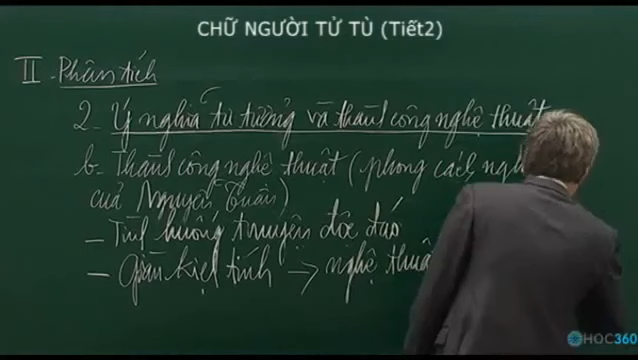 CHỮ NGƯỜI TỬ TÙ (Tiết2)
II - Phân tích
2 - Ý nghĩa tư tưởng và thành công nghệ thuật
b - Thành công nghệ thuật (phong cách
của Nguyễn Tuân)
- Tình huống truyện độc đáo
- giàu kịch tính → nghệ
HOC360